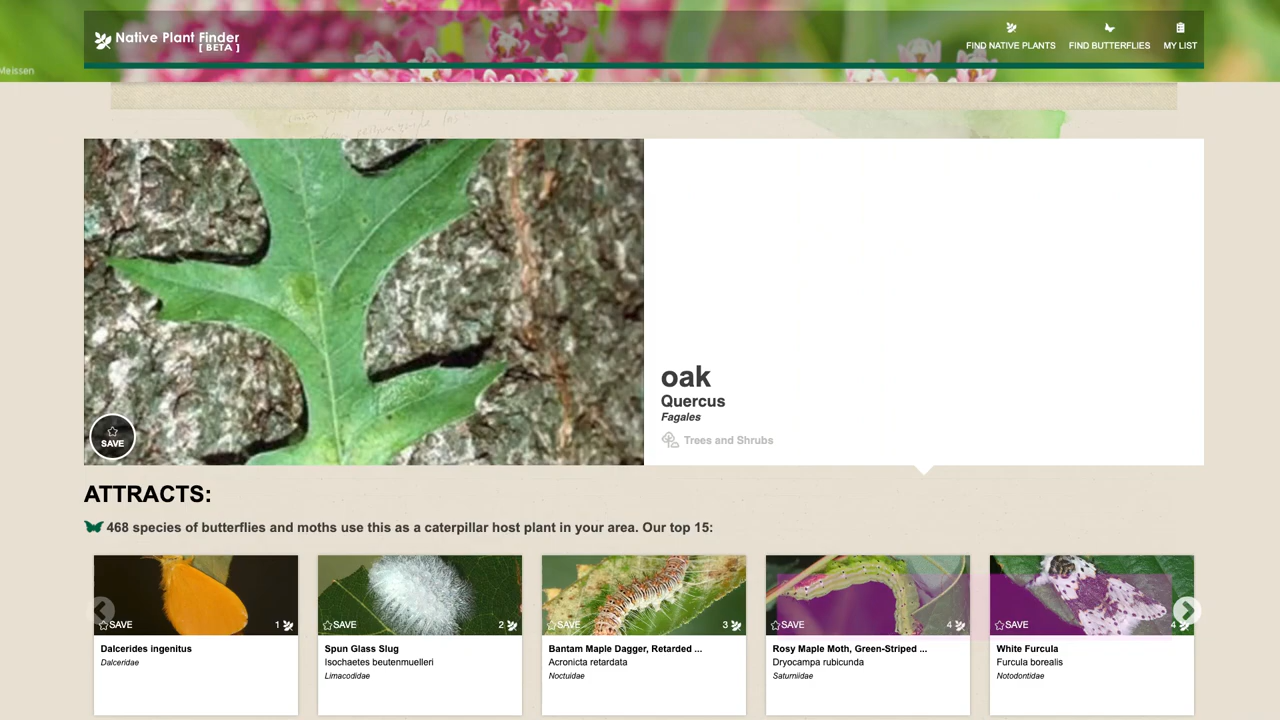 Native Plant Finder
[ BETA ]
FIND NATIVE PLANTS
FIND BUTTERFLIES
MY LIST
Meissen
oak
Quercus
Fagales
Trees and Shrubs
SAVE
ATTRACTS:
468 species of butterflies and moths use this as a caterpillar host plant in your area. Our top 15:
SAVE 1
SAVE 2
SAVE 3
SAVE 4
SAVE 4
Dalcerides ingenitus
Dalceridae
Spun Glass Slug
Isochaetes beutenmuelleri
Limacodidae
Bantam Maple Dagger, Retarded ...
Acronicta retardata
Noctuidae
Rosy Maple Moth, Green-Striped ...
Dryocampa rubicunda
Saturniidae
White Furcula
Furcula borealis
Notodontidae